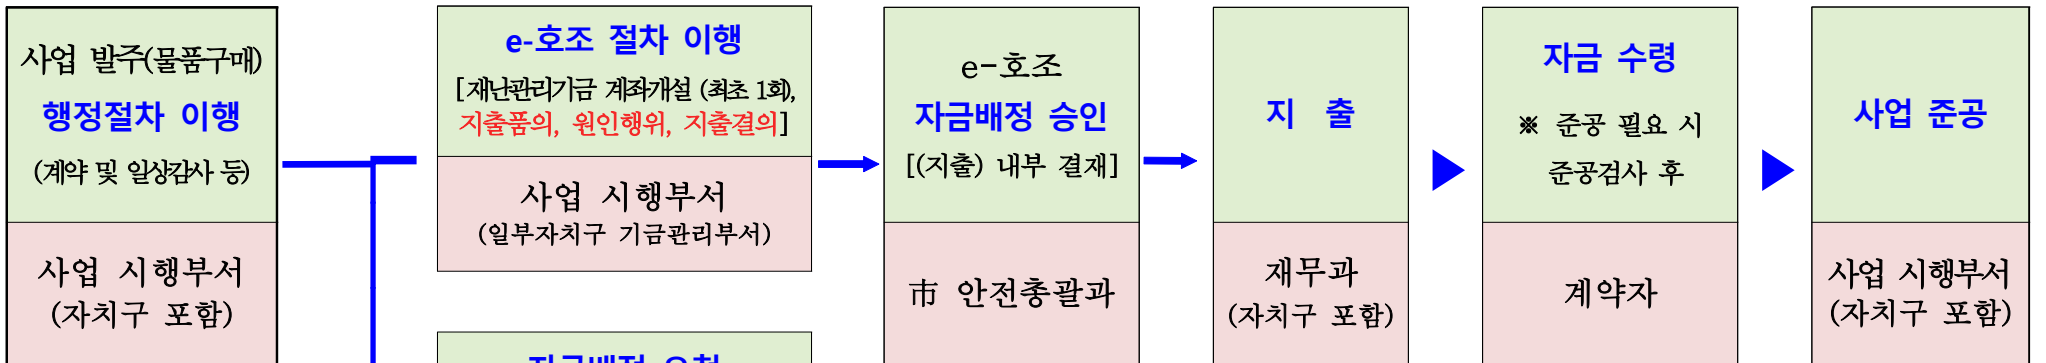 사업 발주(물품구매)
행정절차 이행
(계약 및 일상감사 등)
사업 시행부서
(자치구 포함)
e-호조 절차 이행
[재난관리기금 계좌개설 (최초 1회),
지출품의, 원인행위, 지출결의]
사업 시행부서
(일부자치구 기금관리부서)
자금배정 요청
e-호조
자금배정 승인
[(지출) 내부 결재]
市 안전총괄과
지 출
재무과
(자치구 포함)
자금 수령
※ 준공 필요 시
준공검사 후
계약자
사업 준공
사업 시행부서
(자치구 포함)